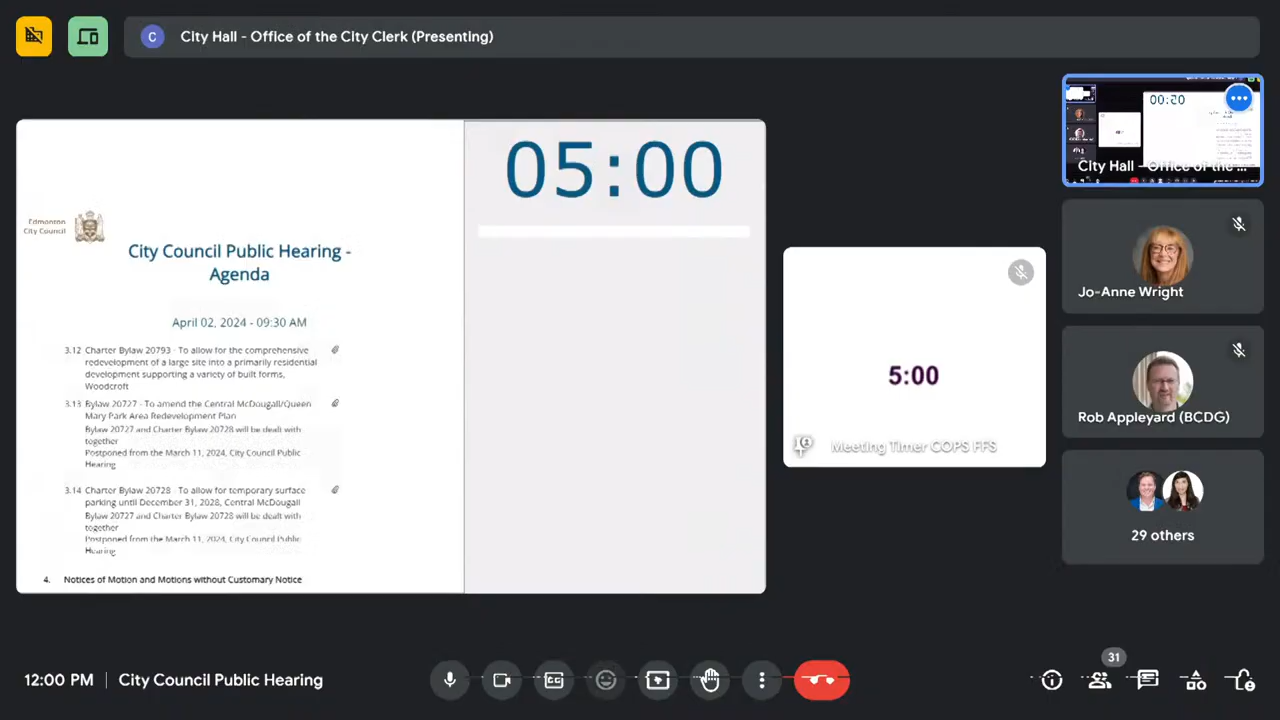 C City Hall - Office of the City Clerk (Presenting)
05:00
Edmonton
City Council
City Council Public Hearing -
Agenda
April 02, 2024 - 09:30 AM
3.12 Charter Bylaw 20793 - To allow for the comprehensive
redevelopment of a large site into a primarily residential
development supporting a variety of built forms,
Woodcroft
3.13 Bylaw 20727 - To amend the Central McDougall/Queen
Mary Park Area Redevelopment Plan
Bylaw 20727 and Charter Bylaw 20728 will be dealt with
together
Postponed from the March 11, 2024, City Council Public
Hearing
3.14 Charter Bylaw 20728 - To allow for temporary surface
parking until December 31, 2028, Central McDougall
Bylaw 20727 and Charter Bylaw 20728 will be dealt with
together
Postponed from the March 11, 2024, City Council Public
Hearing
4. Notices of Motion and Motions without Customary Notice
5:00
Meeting Timer COPS FFS
00:20
City Hall - Office of the ...
Jo-Anne Wright
Rob Appleyard (BCDG)
29 others
12:00 PM | City Council Public Hearing
CC
31